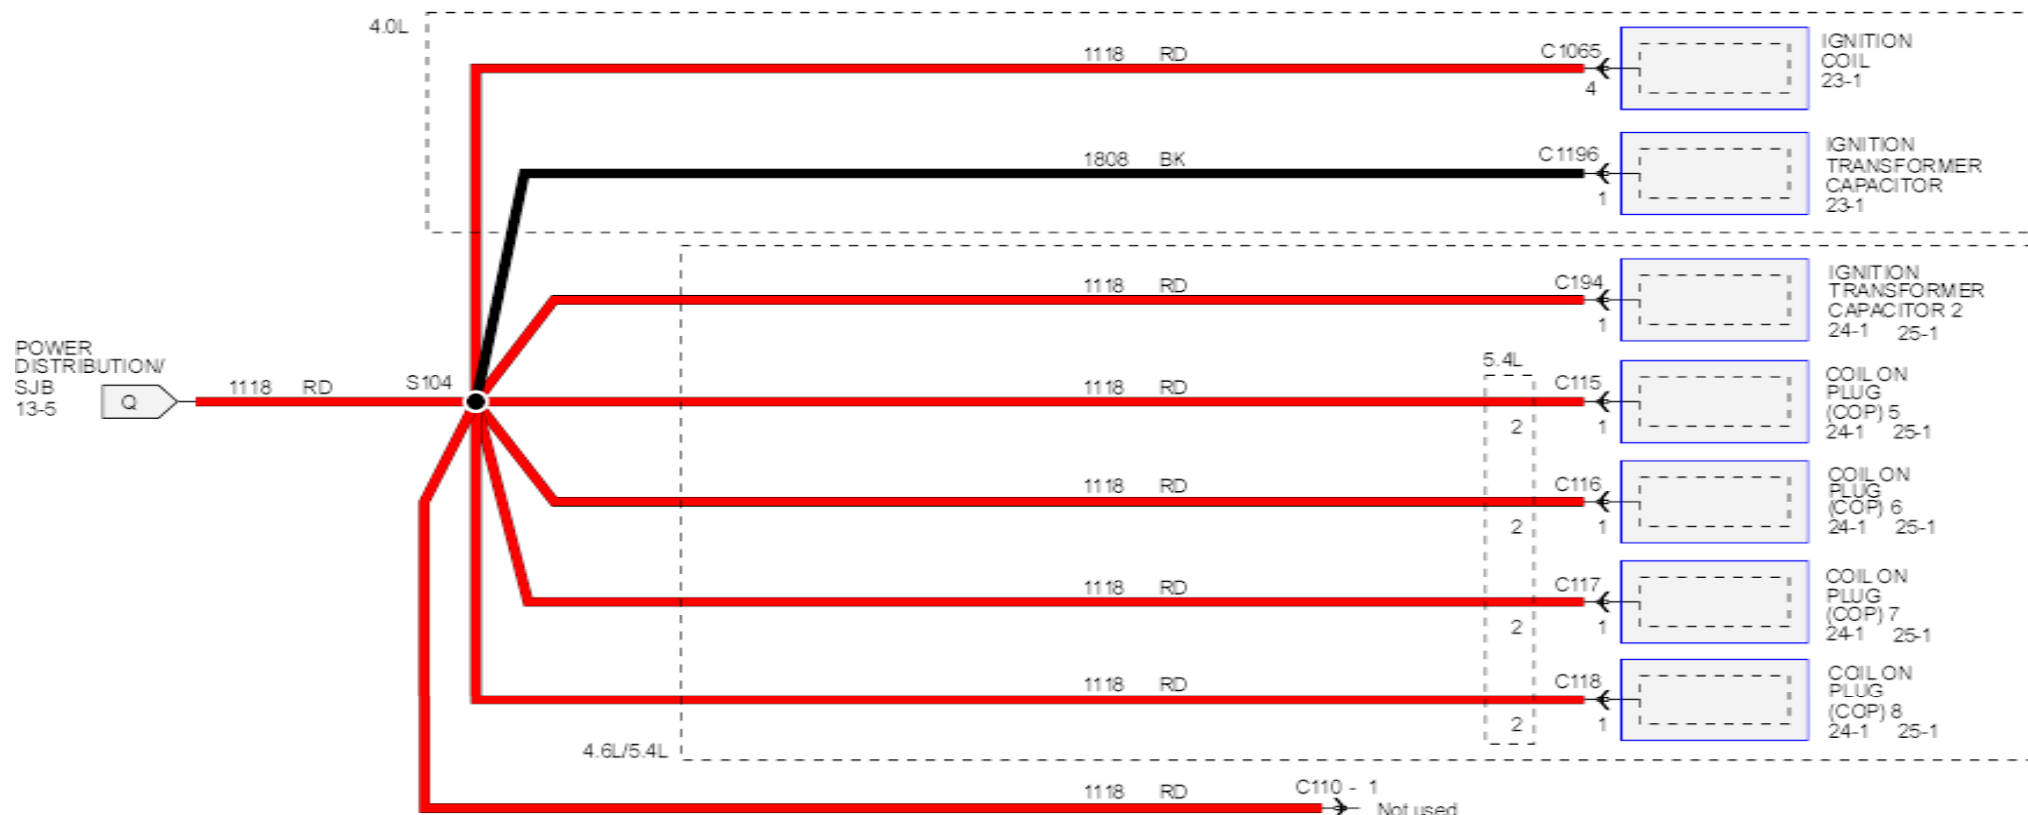 4.0L
1118 RD
C1065
4
IGNITION
COIL
23-1
1808 BK
C1196
1
IGNITION
TRANSFORMER
CAPACITOR
23-1
1118 RD
C194
1
IGNITION
TRANSFORMER
CAPACITOR 2
24-1 25-1
POWER
DISTRIBUTION/
SJB
13-5
Q
1118 RD
S104
5.4L
1118 RD
C115
2
1
COIL ON
PLUG
(COP) 5
24-1 25-1
1118 RD
C116
2
1
COIL ON
PLUG
(COP) 6
24-1 25-1
1118 RD
C117
2
1
COIL ON
PLUG
(COP) 7
24-1 25-1
1118 RD
C118
2
1
COIL ON
PLUG
(COP) 8
24-1 25-1
4.6L/5.4L
1118 RD
C110 - 1
Not used